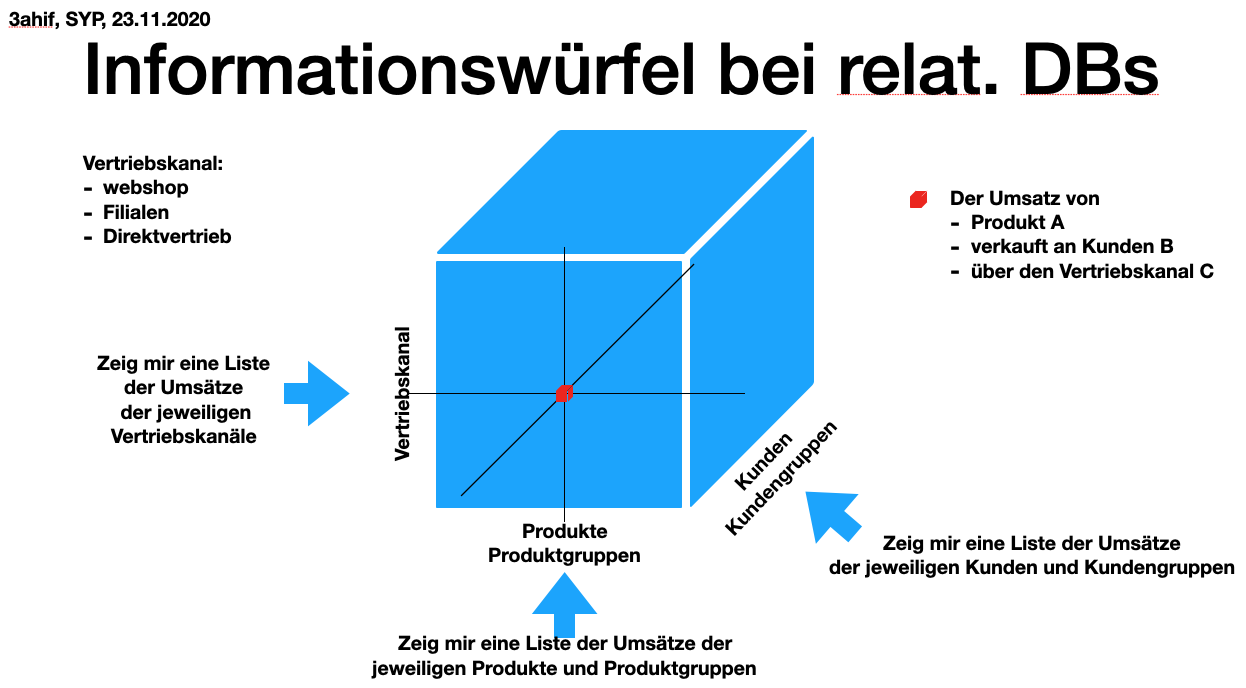 3ahif, SYP, 23.11.2020
Informationswürfel bei relat. DBs
Vertriebskanal:
- webshop
- Filialen
- Direktvertrieb
Der Umsatz von
- Produkt A
- verkauft an Kunden B
- über den Vertriebskanal C
Zeig mir eine Liste
der Umsätze
der jeweiligen
Vertriebskanäle
Vertriebskanal
Kunden
Kundengruppen
Produkte
Produktgruppen
Zeig mir eine Liste der Umsätze
der jeweiligen Kunden und Kundengruppen
Zeig mir eine Liste der Umsätze der
jeweiligen Produkte und Produktgruppen